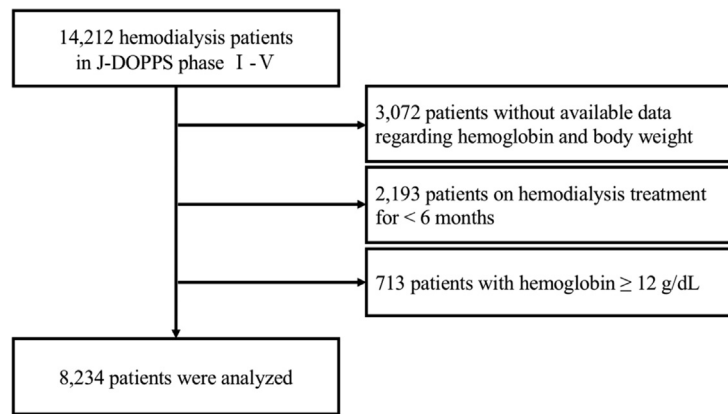 14,212 hemodialysis patients
in J-DOPPS phase Ⅰ-Ⅴ
3,072 patients without available data
regarding hemoglobin and body weight
2,193 patients on hemodialysis treatment
for < 6 months
713 patients with hemoglobin ≥ 12 g/dL
8,234 patients were analyzed